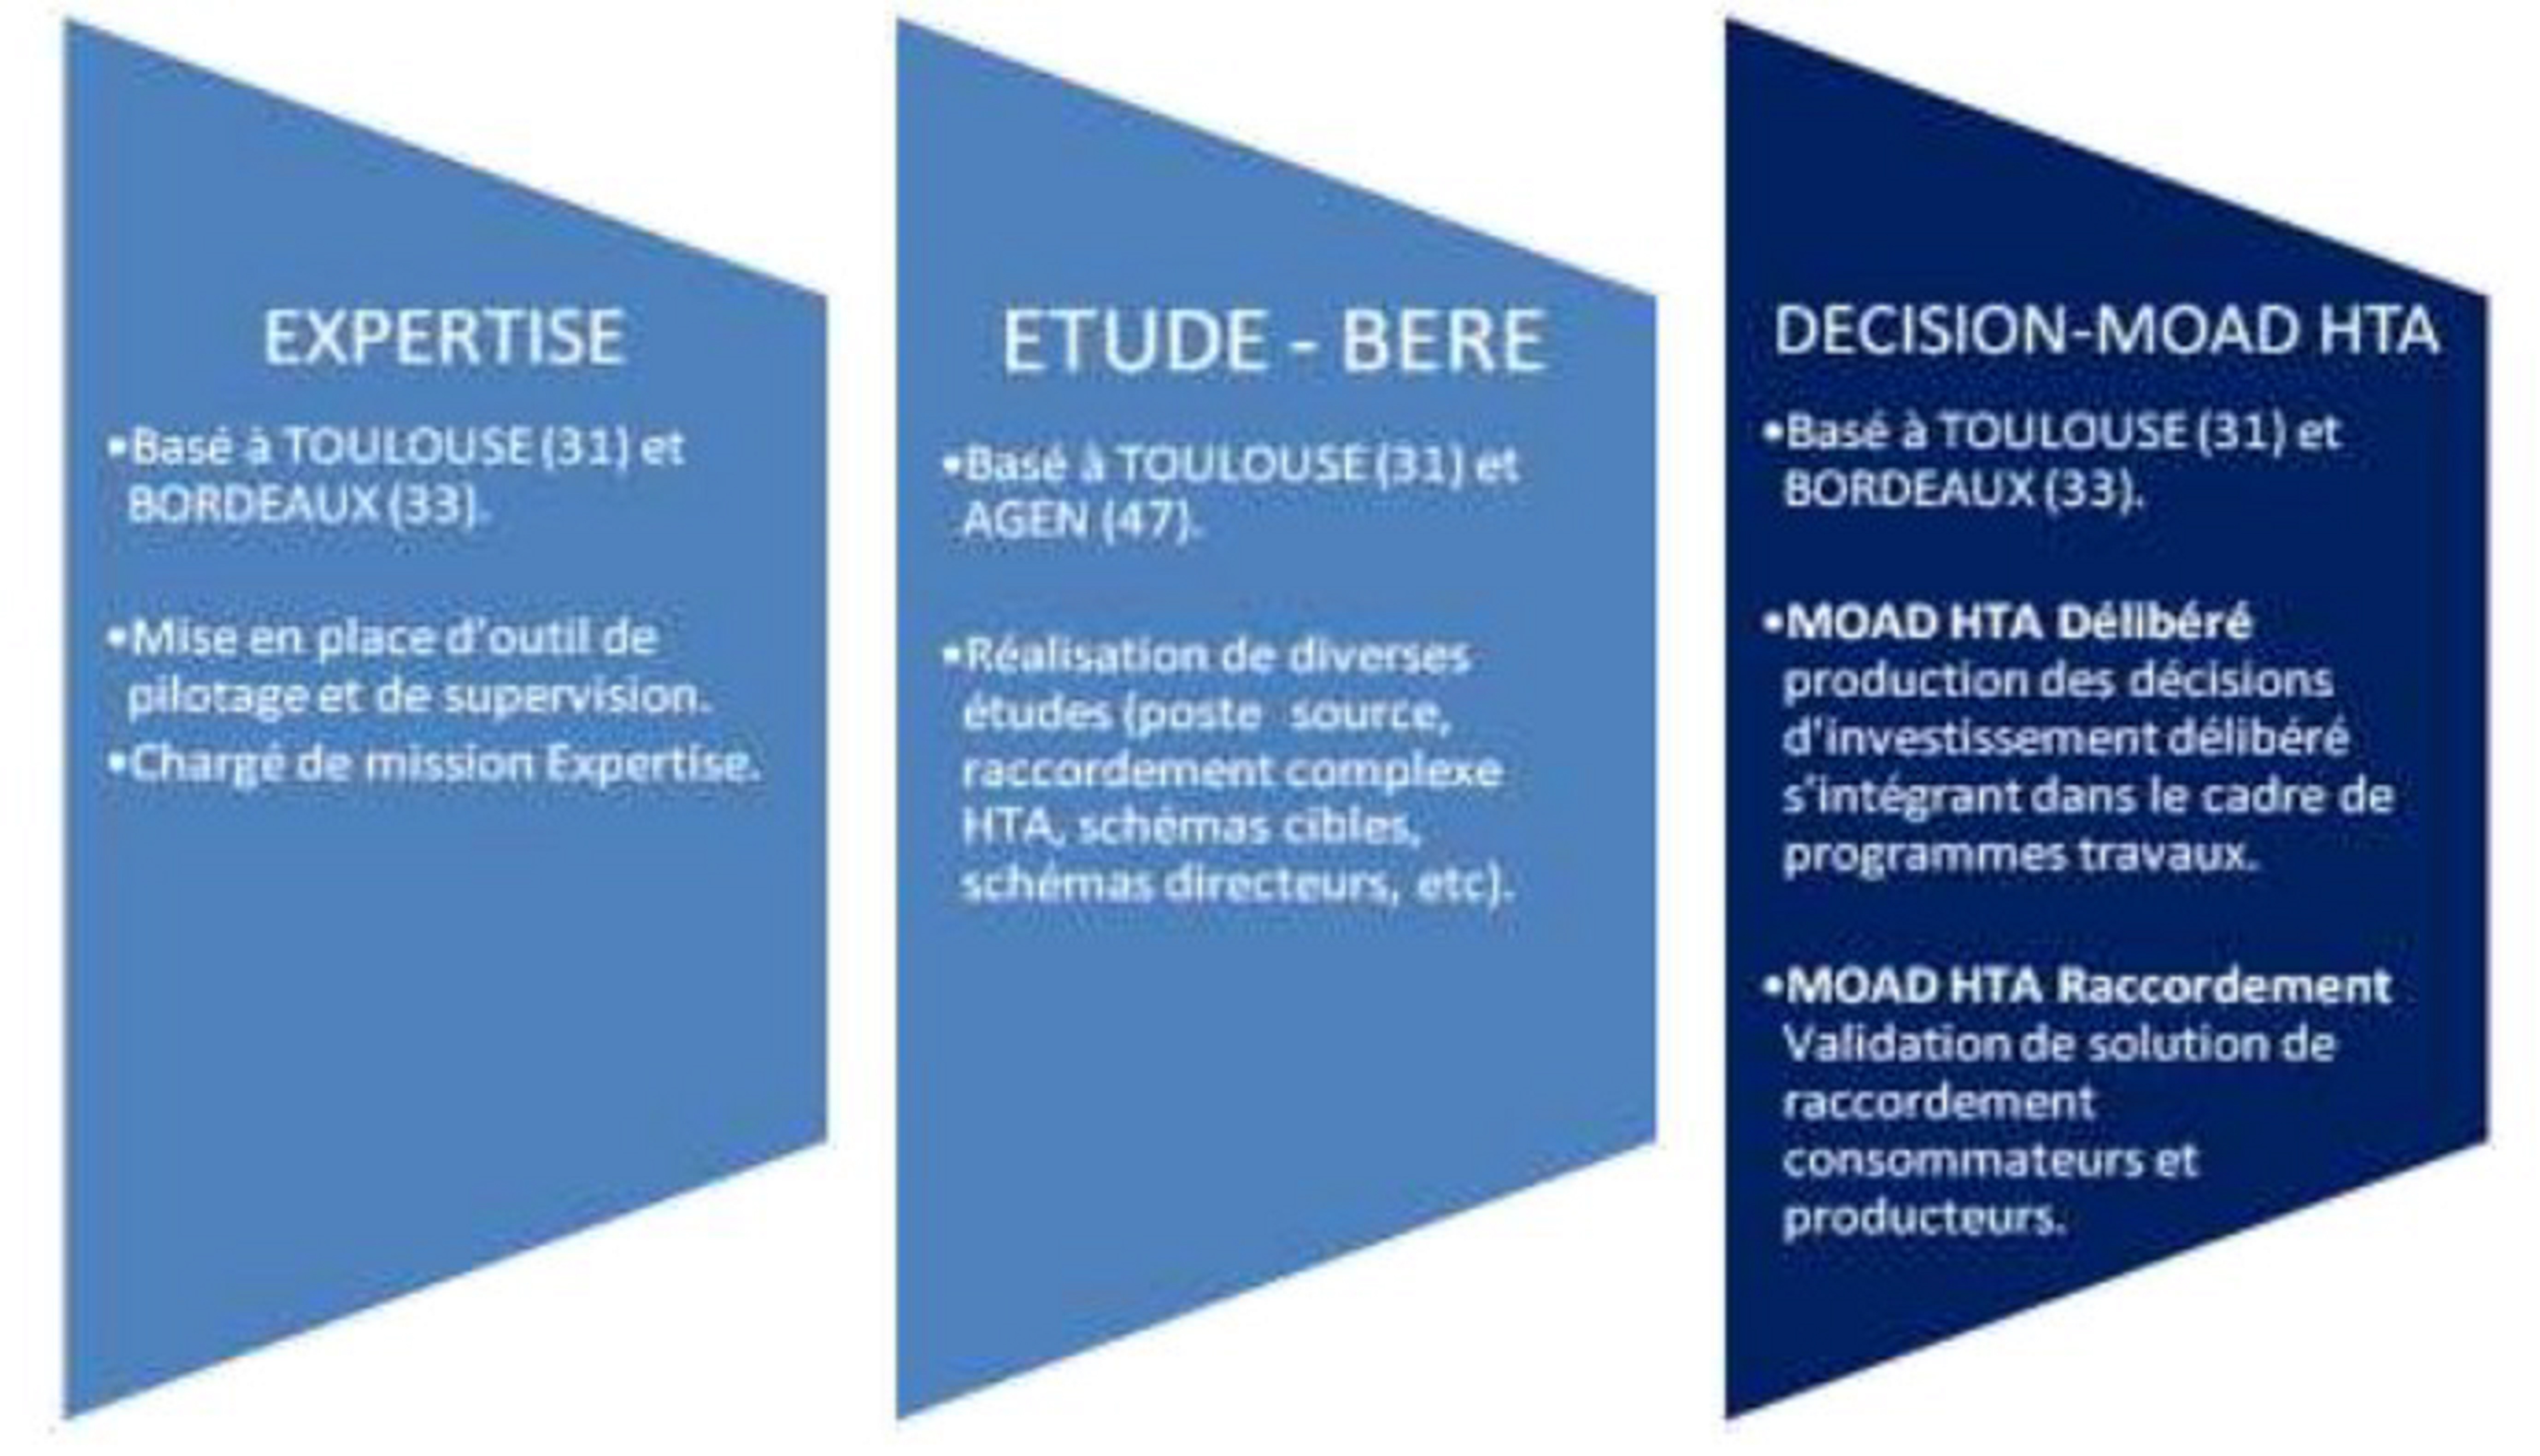 EXPERTISE
•Basé à TOULOUSE (31) et
BORDEAUX (33).
•Mise en place d'outil de
pilotage et de supervision.
•Chargé de mission Expertise.
ETUDE - BERE
•Basé à TOULOUSE (31) et
AGEN (47).
•Réalisation de diverses
études (poste source,
raccordement complexe
HTA, schémas cibles,
schémas directeurs, etc).
DECISION-MOAD HTA
•Basé à TOULOUSE (31) et
BORDEAUX (33).
•MOAD HTA Délibéré
production des décisions
d'investissement délibéré
s'intégrant dans le cadre de
programmes travaux.
•MOAD HTA Raccordement
Validation de solution de
raccordement
consommateurs et
producteurs.